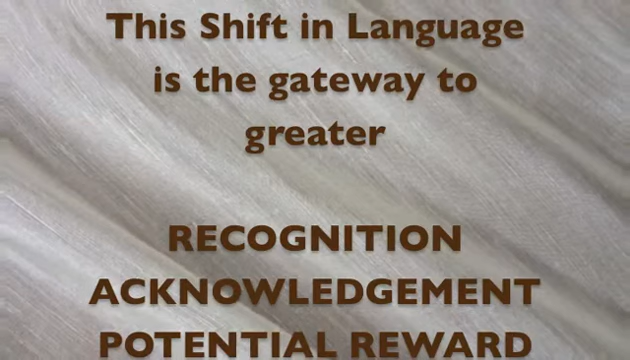 This Shift in Language
is the gateway to
greater
RECOGNITION
ACKNOWLEDGEMENT
POTENTIAL REWARD